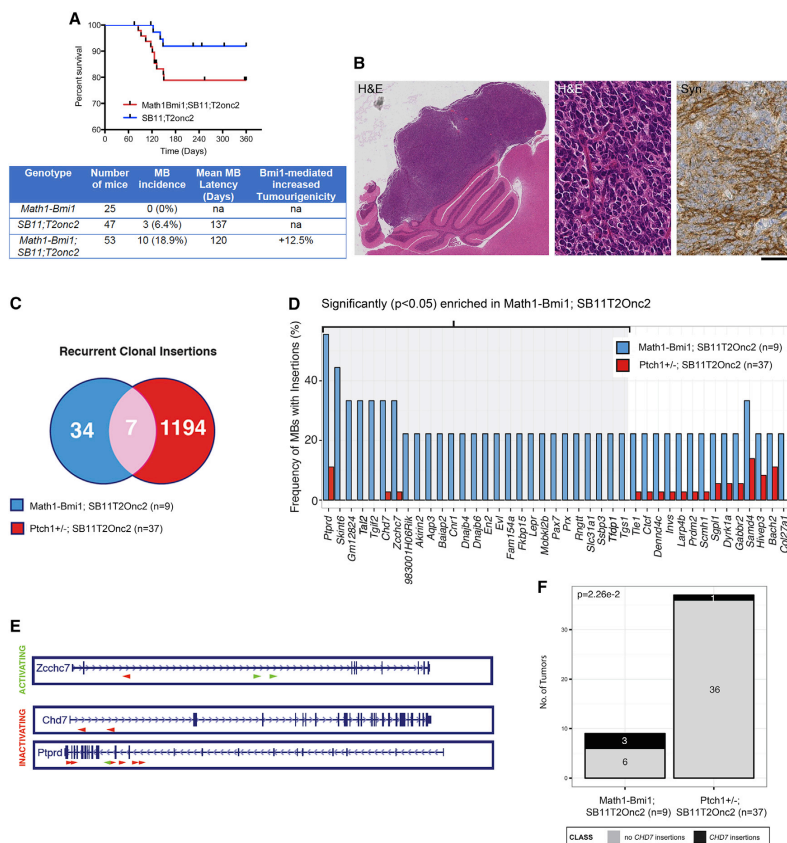 A
Percent survival
100
90
80
70
60
Math1Bmi1;SB11;T2onc2
SB11;T2onc2
0 60 120 180 240 300 360
Time (Days)
Genotype Number of mice MB incidence Mean MB Latency (Days) Bmi1-mediated increased Tumourigenicity
Math1-Bmi1 25 0 (0%) na na
SB11;T2onc2 47 3 (6.4%) 137 na
Math1-Bmi1; SB11;T2onc2 53 10 (18.9%) 120 +12.5%
B
H&E
H&E
Syn
C
Recurrent Clonal Insertions
34 7 1194
Math1-Bmi1; SB11T2Onc2 (n=9)
Ptch1+/-; SB11T2Onc2 (n=37)
D
Significantly (p<0.05) enriched in Math1-Bmi1; SB11T2Onc2
Frequency of MBs with Insertions (%)
40
20
0
Math1-Bmi1; SB11T2Onc2 (n=9)
Ptch1+/-; SB11T2Onc2 (n=37)
Ptprd
Skint6
Gm12824
Tal2
Tgif2
Chd7
Zcchc7
983001H06Rik
Akirin2
Aqp3
Baiap2
Cnr1
Dnajb4
Dnajb6
En2
Evl
Fam154a
Fkbp15
Lepr
Mobkl2b
Pax7
Prx
Rngtt
Slc31a1
Ssbp3
Tfdp1
Tgs1
Tle1
Ctcf
Dennd4c
Invs
Larp4b
Prdm2
Scmh1
Sgpl1
Dyrk1a
Gabbr2
Samd4
Hivep3
Bach2
Col27a1
E
ACTIVATING
Zcchc7
INACTIVATING
Chd7
Ptprd
F
p=2.26e-2
No. of Tumors
30
20
10
0
3
6
1
36
Math1-Bmi1; SB11T2Onc2 (n=9)
Ptch1+/-; SB11T2Onc2 (n=37)
CLASS no CHD7 insertions CHD7 insertions